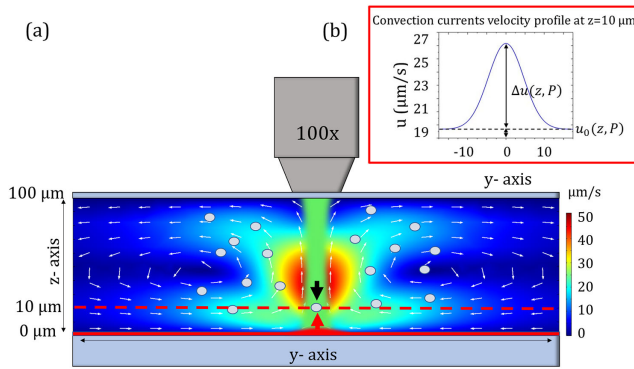 (a)
(b)
Convection currents velocity profile at z=10 μm
27
25
23
21
19
u (μm/s)
Δu(z, P)
u₀(z, P)
-10 0 10
y- axis
100x
100 μm
z- axis
10 μm
0 μm
y- axis
μm/s
50
40
30
20
10
0